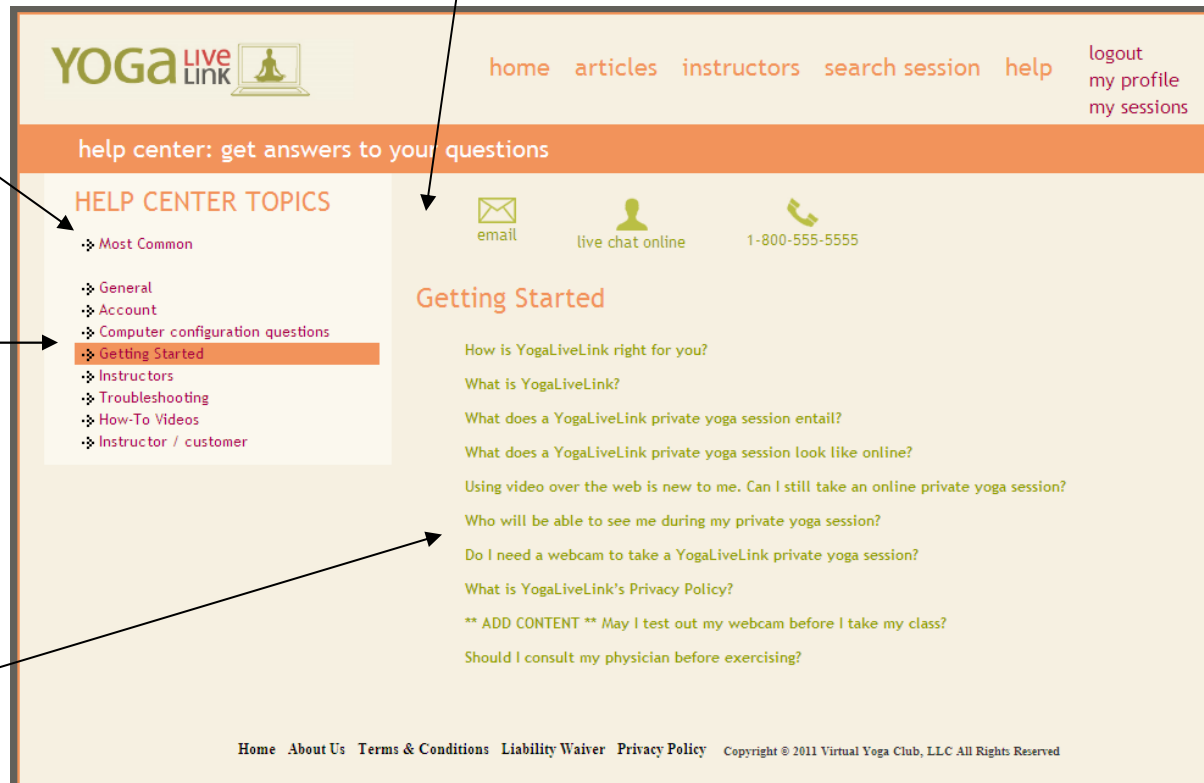 YOGa LIVE LINK
home articles instructors search session help
logout
my profile
my sessions
help center: get answers to your questions
HELP CENTER TOPICS
Most Common
General
Account
Computer configuration questions
Getting Started
Instructors
Troubleshooting
How-To Videos
Instructor / customer
email
live chat online
1-800-555-5555
Getting Started
How is YogaLiveLink right for you?
What is YogaLiveLink?
What does a YogaLiveLink private yoga session entail?
What does a YogaLiveLink private yoga session look like online?
Using video over the web is new to me. Can I still take an online private yoga session?
Who will be able to see me during my private yoga session?
Do I need a webcam to take a YogaLiveLink private yoga session?
What is YogaLiveLink's Privacy Policy?
** ADD CONTENT ** May I test out my webcam before I take my class?
Should I consult my physician before exercising?
Home About Us Terms & Conditions Liability Waiver Privacy Policy Copyright © 2011 Virtual Yoga Club, LLC All Rights Reserved